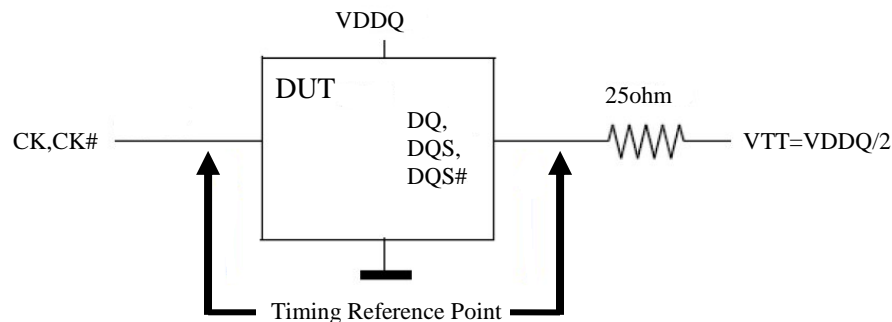 VDDQ
DUT
25ohm
CK,CK#
DQ,
DQS,
DQS#
VTT=VDDQ/2
Timing Reference Point